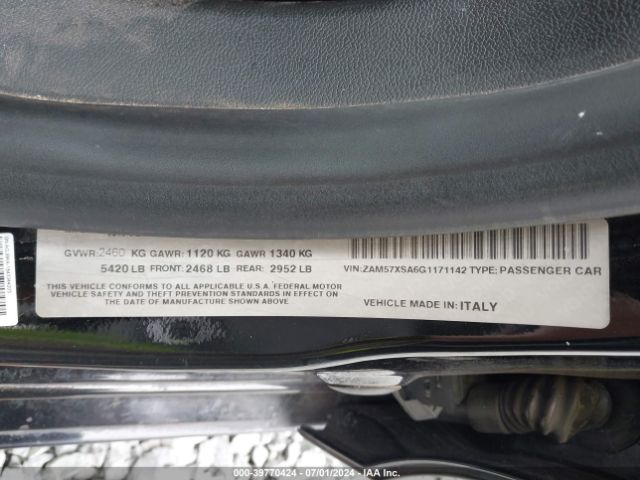 GVWR:2460 KG GAWR:1120 KG GAWR 1340 KG
5420 LB FRONT:2468 LB REAR: 2952 LB
VIN:ZAM57XSA6G1171142 TYPE: PASSENGER CAR
THIS VEHICLE CONFORMS TO ALL APPLICABLE U.S.A. FEDERAL MOTOR
VEHICLE SAFETY AND THEFT PREVENTION STANDARDS IN EFFECT ON
THE DATE OF MANUFACTURE SHOWN ABOVE
VEHICLE MADE IN: ITALY
000-39770424 - 07/01/2024 - IAA Inc.